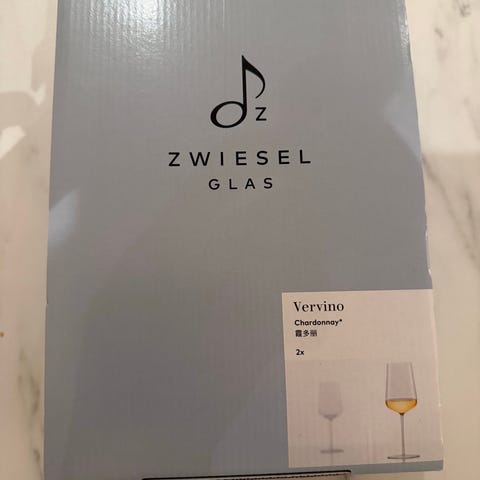 Z
ZWIESEL
GLAS
Vervino
Chardonnay*
霞多丽
2x